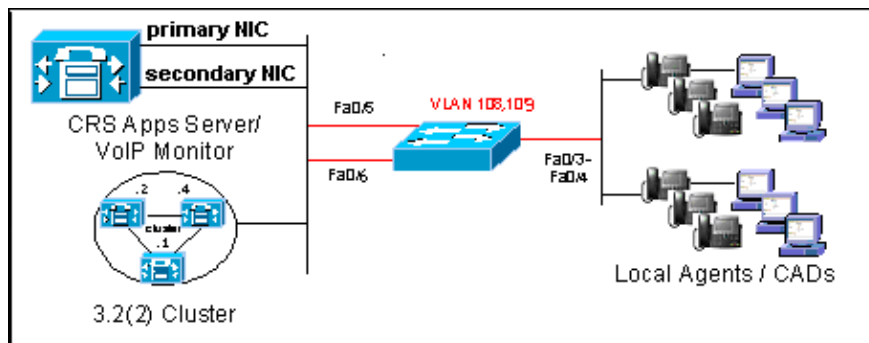 primary NIC
secondary NIC
CRS Apps Server/
VoIP Monitor
Fa0/5
Fa0/6
VLAN 108,109
Fa0/3-
Fa0/4
.2
.4
cluster
.1
3.2(2) Cluster
Local Agents / CADs